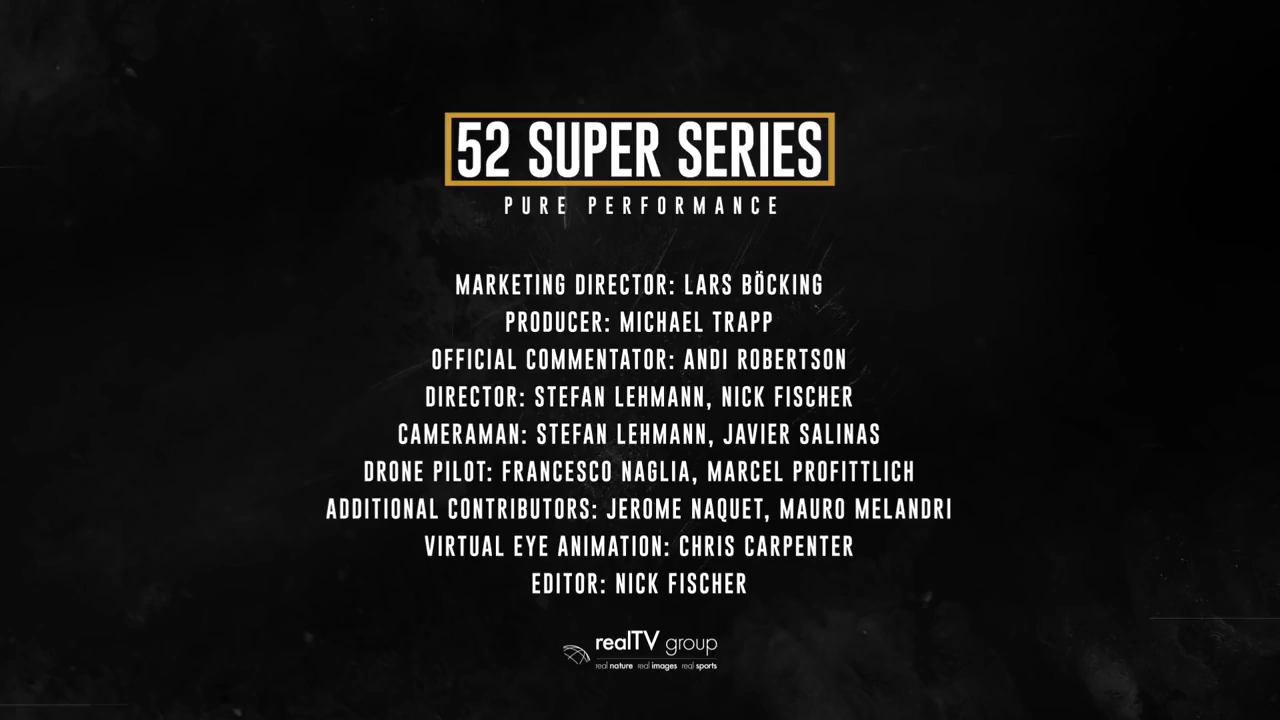 52 SUPER SERIES
PURE PERFORMANCE
MARKETING DIRECTOR: LARS BÖCKING
PRODUCER: MICHAEL TRAPP
OFFICIAL COMMENTATOR: ANDI ROBERTSON
DIRECTOR: STEFAN LEHMANN, NICK FISCHER
CAMERAMAN: STEFAN LEHMANN, JAVIER SALINAS
DRONE PILOT: FRANCESCO NAGLIA, MARCEL PROFITTLICH
ADDITIONAL CONTRIBUTORS: JEROME NAQUET, MAURO MELANDRI
VIRTUAL EYE ANIMATION: CHRIS CARPENTER
EDITOR: NICK FISCHER
realTV group
real nature real images real sports